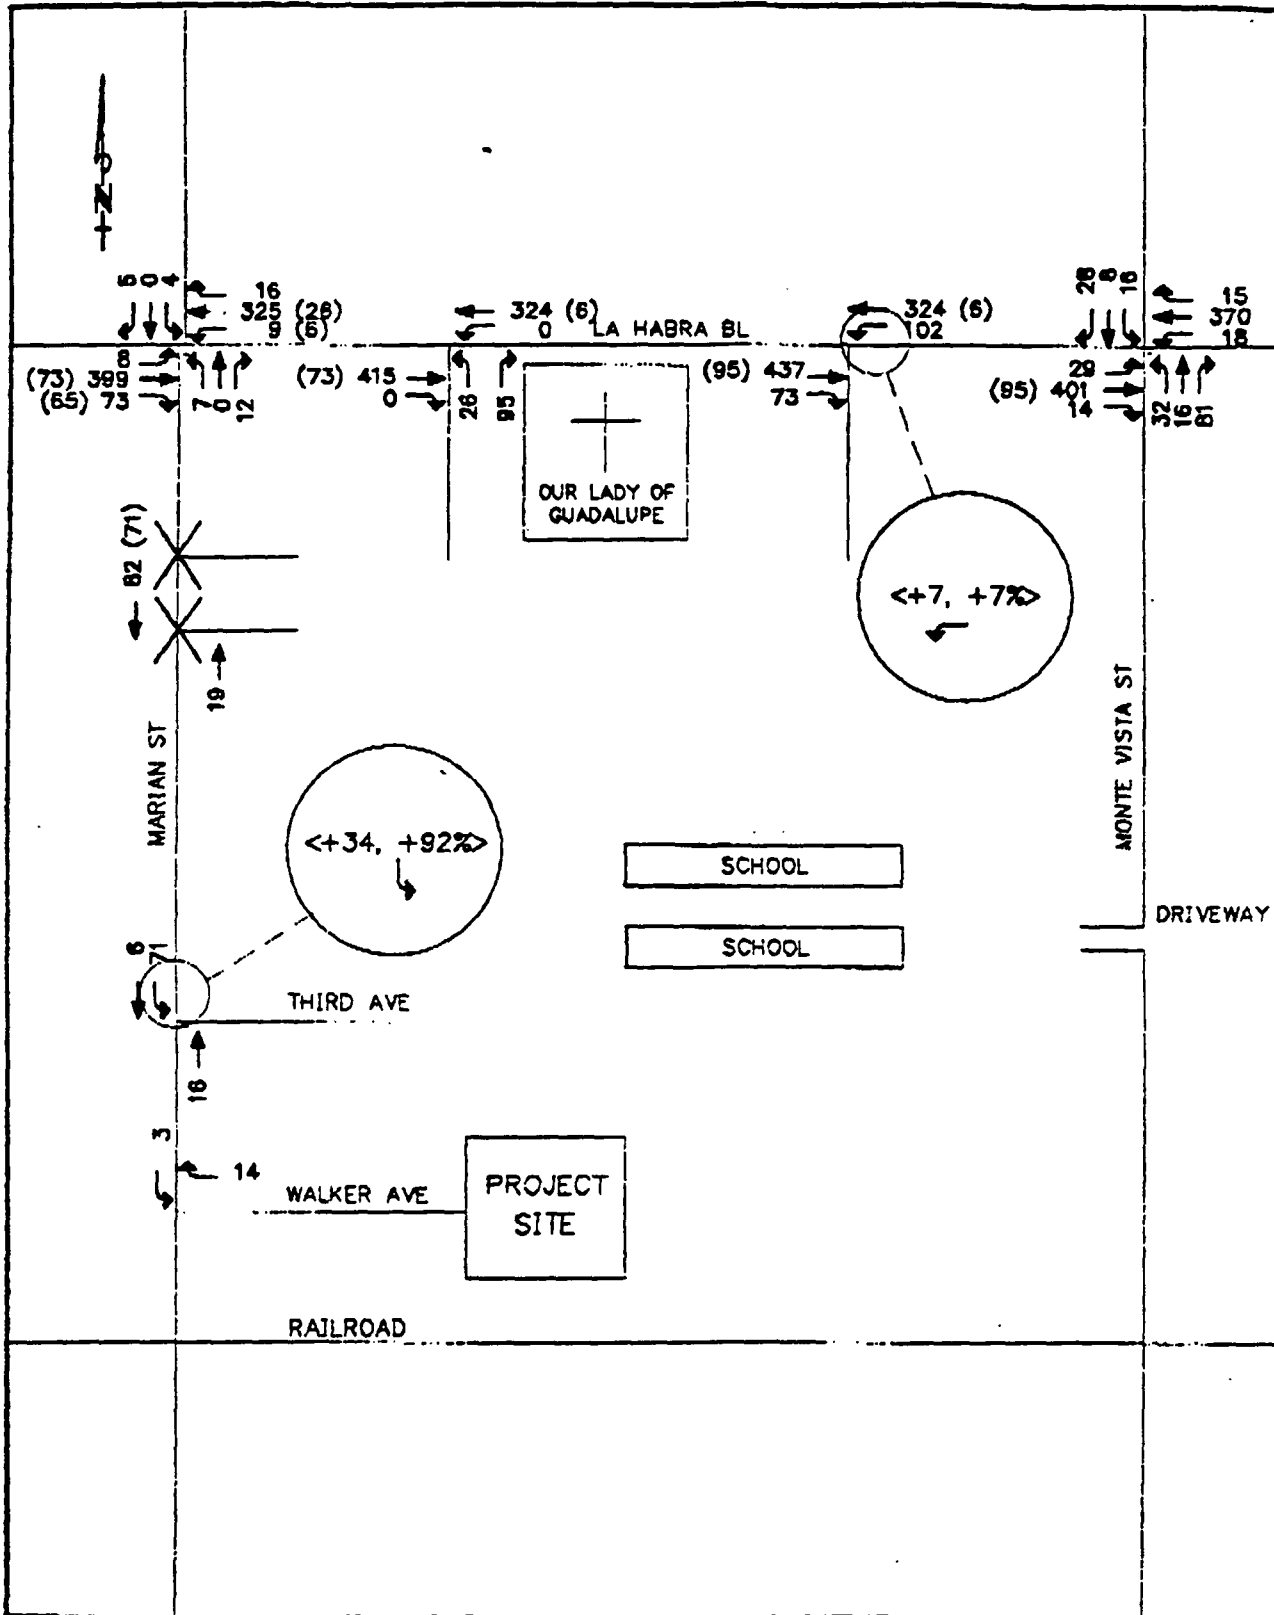 N
5 0 4
16
325 (26)
9 (6)
8
(73) 399
(65) 73
7 0 12
324 (6)
0
LA HABRA BL
(73) 415
0
26 95
324 (6)
102
(95) 437
73
26 8 16
15
370
18
29
(95) 401
14
32 16 81
OUR LADY OF
GUADALUPE
82 (71)
19
<+7, +7%>
MARIAN ST
MONTE VISTA ST
<+34, +92%>
SCHOOL
SCHOOL
DRIVEWAY
6 71
THIRD AVE
16
3
14
WALKER AVE
PROJECT
SITE
RAILROAD